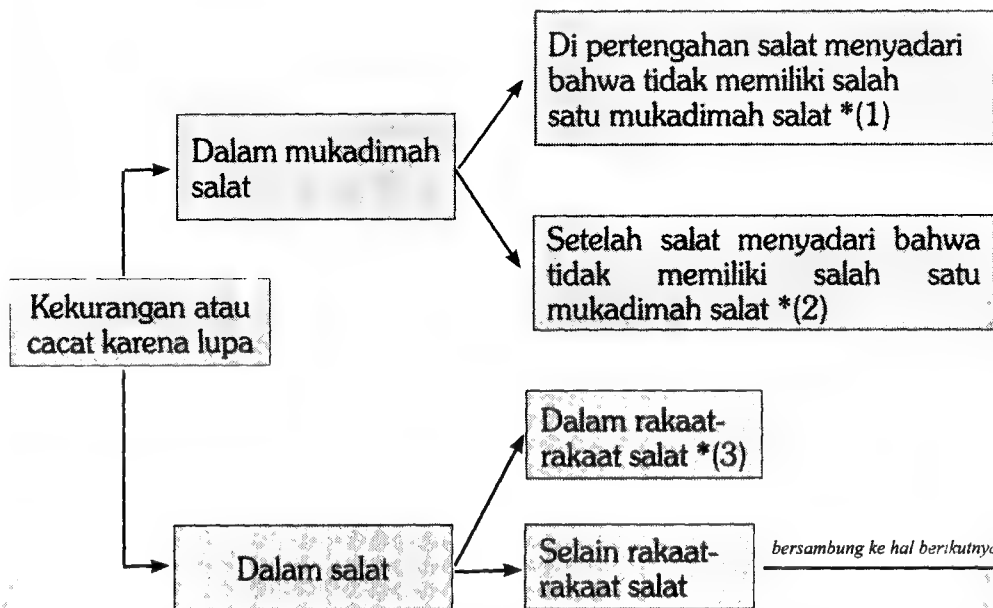 Di pertengahan salat menyadari
bahwa tidak memiliki salah
satu mukadimah salat *(1)
Dalam mukadimah
salat
Setelah salat menyadari bahwa
tidak memiliki salah satu
mukadimah salat *(2)
Kekurangan atau
cacat karena lupa
Dalam rakaat-
rakaat salat *(3)
Dalam salat
Selain rakaat-
rakaat salat
bersambung ke hal berikutnya